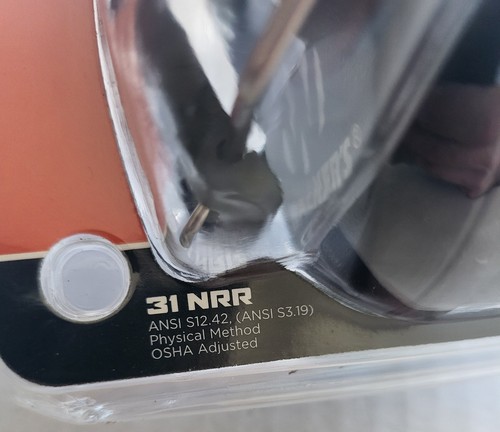 31 NRR
ANSI S12.42, (ANSI S3.19)
Physical Method
OSHA Adjusted